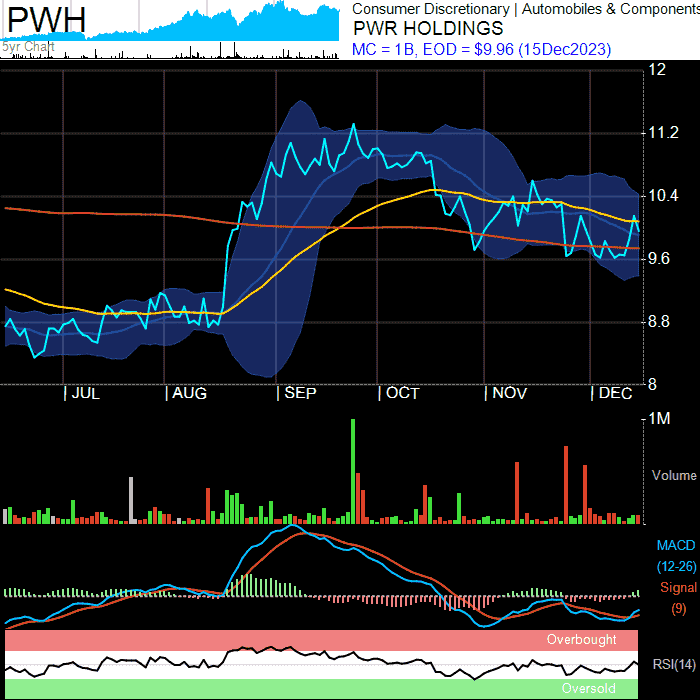 PWH
5yr Chart
Consumer Discretionary | Automobiles & Components
PWR HOLDINGS
MC = 1B, EOD = $9.96 (15Dec2023)
12
11.2
10.4
9.6
8.8
8
JUL
AUG
SEP
OCT
NOV
DEC
1M
Volume
MACD
(12-26)
Signal
(9)
Overbought
RSI(14)
Oversold